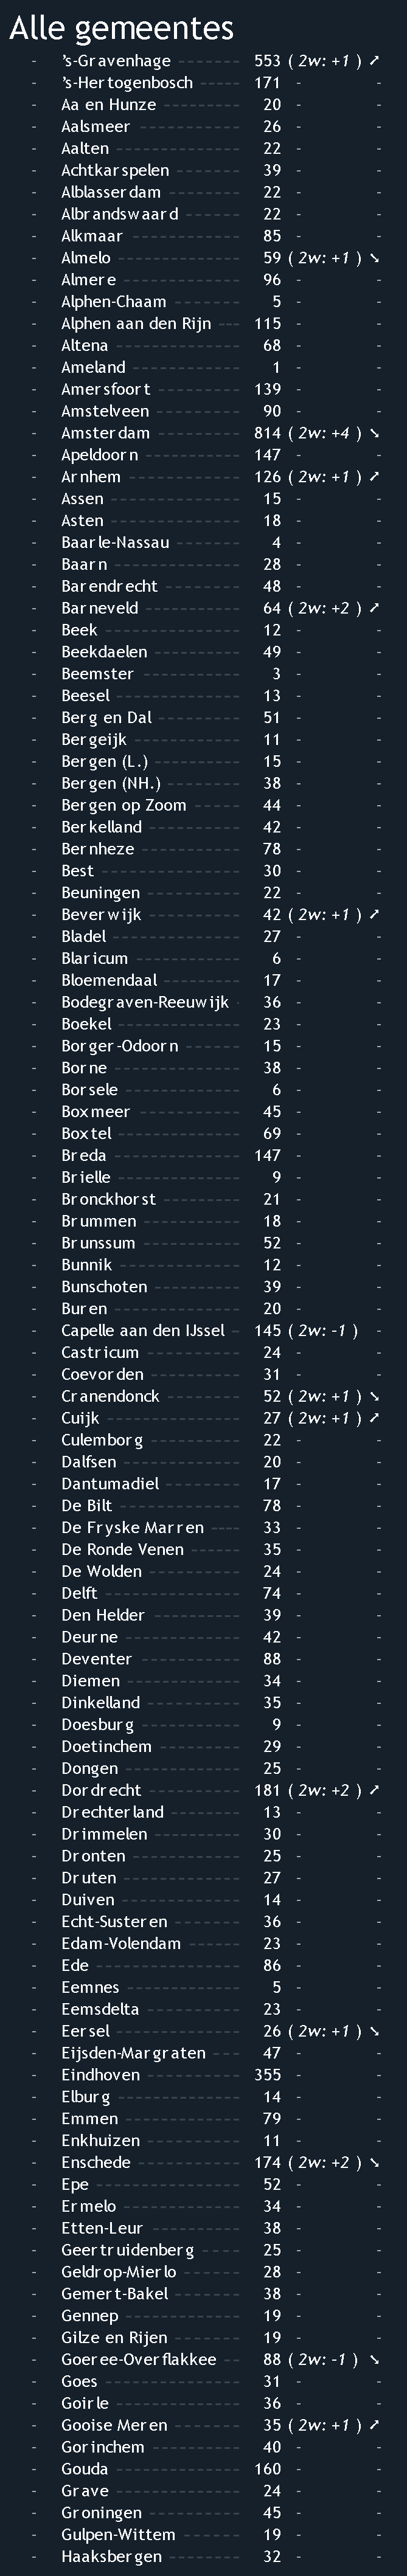 Alle gemeentes
- 's-Gravenhage 553 ( 2w: +1 ) ↗
- 's-Hertogenbosch 171 - -
- Aa en Hunze 20 - -
- Aalsmeer 26 - -
- Aalten 22 - -
- Achtkarspelen 39 - -
- Alblasserdam 22 - -
- Albrandswaard 22 - -
- Alkmaar 85 - -
- Almelo 59 ( 2w: +1 ) ↘
- Almere 96 - -
- Alphen-Chaam 5 - -
- Alphen aan den Rijn 115 - -
- Altena 68 - -
- Ameland 1 - -
- Amersfoort 139 - -
- Amstelveen 90 - -
- Amsterdam 814 ( 2w: +4 ) ↘
- Apeldoorn 147 - -
- Arnhem 126 ( 2w: +1 ) ↗
- Assen 15 - -
- Asten 18 - -
- Baarle-Nassau 4 - -
- Baarn 28 - -
- Barendrecht 48 - -
- Barneveld 64 ( 2w: +2 ) ↗
- Beek 12 - -
- Beekdaelen 49 - -
- Beemster 3 - -
- Beesel 13 - -
- Berg en Dal 51 - -
- Bergeijk 11 - -
- Bergen (L.) 15 - -
- Bergen (NH.) 38 - -
- Bergen op Zoom 44 - -
- Berkelland 42 - -
- Bernheze 78 - -
- Best 30 - -
- Beuningen 22 - -
- Beverwijk 42 ( 2w: +1 ) ↗
- Bladel 27 - -
- Blaricum 6 - -
- Bloemendaal 17 - -
- Bodegraven-Reeuwijk 36 - -
- Boekel 23 - -
- Borger-Odoorn 15 - -
- Borne 38 - -
- Borsele 6 - -
- Boxmeer 45 - -
- Boxtel 69 - -
- Breda 147 - -
- Brielle 9 - -
- Bronckhorst 21 - -
- Brummen 18 - -
- Brunssum 52 - -
- Bunnik 12 - -
- Bunschoten 39 - -
- Buren 20 - -
- Capelle aan den IJssel 145 ( 2w: -1 )
- Castricum 24 - -
- Coevorden 31 - -
- Cranendonck 52 ( 2w: +1 ) ↘
- Cuijk 27 ( 2w: +1 ) ↗
- Culemborg 22 - -
- Dalfsen 20 - -
- Dantumadiel 17 - -
- De Bilt 78 - -
- De Fryske Marren 33 - -
- De Ronde Venen 35 - -
- De Wolden 24 - -
- Delft 74 - -
- Den Helder 39 - -
- Deurne 42 - -
- Deventer 88 - -
- Diemen 34 - -
- Dinkelland 35 - -
- Doesburg 9 - -
- Doetinchem 29 - -
- Dongen 25 - -
- Dordrecht 181 ( 2w: +2 ) ↗
- Drechterland 13 - -
- Drimmelen 30 - -
- Dronten 25 - -
- Druten 27 - -
- Duiven 14 - -
- Echt-Susteren 36 - -
- Edam-Volendam 23 - -
- Ede 86 - -
- Eemnes 5 - -
- Eemsdelta 23 - -
- Eersel 26 ( 2w: +1 ) ↘
- Eijsden-Margraten 47 - -
- Eindhoven 355 - -
- Elburg 14 - -
- Emmen 79 - -
- Enkhuizen 11 - -
- Enschede 174 ( 2w: +2 ) ↘
- Epe 52 - -
- Ermelo 34 - -
- Etten-Leur 38 - -
- Geertruidenberg 25 - -
- Geldrop-Mierlo 28 - -
- Gemert-Bakel 38 - -
- Gennep 19 - -
- Gilze en Rijen 19 - -
- Goeree-Overflakkee 88 ( 2w: -1 ) ↘
- Goes 31 - -
- Goirle 36 - -
- Gooise Meren 35 ( 2w: +1 ) ↗
- Gorinchem 40 - -
- Gouda 160 - -
- Grave 24 - -
- Groningen 45 - -
- Gulpen-Wittem 19 - -
- Haaksbergen 32 - -